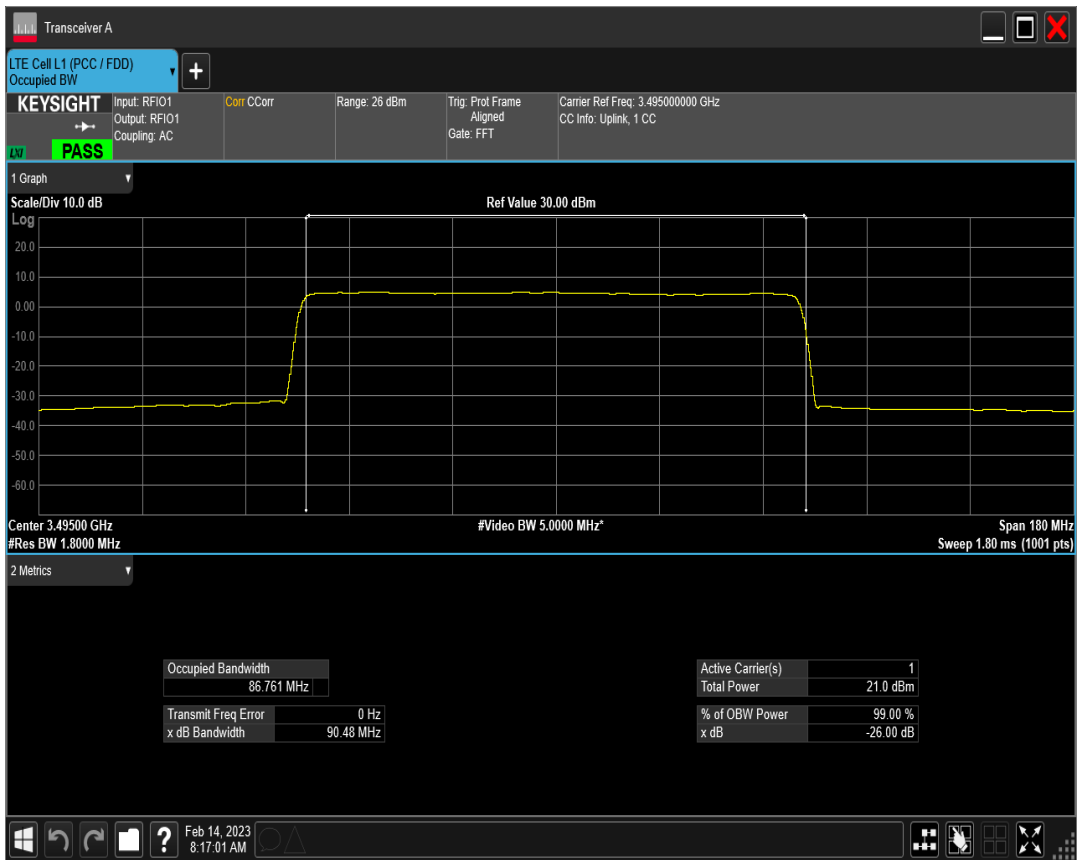 Transceiver A
LTE Cell L1 (PCC / FDD)
Occupied BW
+
KEYSIGHT
LXI
PASS
Input: RFIO1
Output: RFIO1
Coupling: AC
Corr CCorr
Range: 26 dBm
Trig: Prot Frame
Aligned
Gate: FFT
Carrier Ref Freq: 3.495000000 GHz
CC Info: Uplink, 1 CC
1 Graph
Scale/Div 10.0 dB
Ref Value 30.00 dBm
Log
20.0
10.0
0.00
-10.0
-20.0
-30.0
-40.0
-50.0
-60.0
Center 3.49500 GHz
#Video BW 5.0000 MHz*
Span 180 MHz
#Res BW 1.8000 MHz
Sweep 1.80 ms (1001 pts)
2 Metrics
Occupied Bandwidth
86.761 MHz
Transmit Freq Error 0 Hz
x dB Bandwidth 90.48 MHz
Active Carrier(s) 1
Total Power 21.0 dBm
% of OBW Power 99.00 %
x dB -26.00 dB
?
Feb 14, 2023
8:17:01 AM